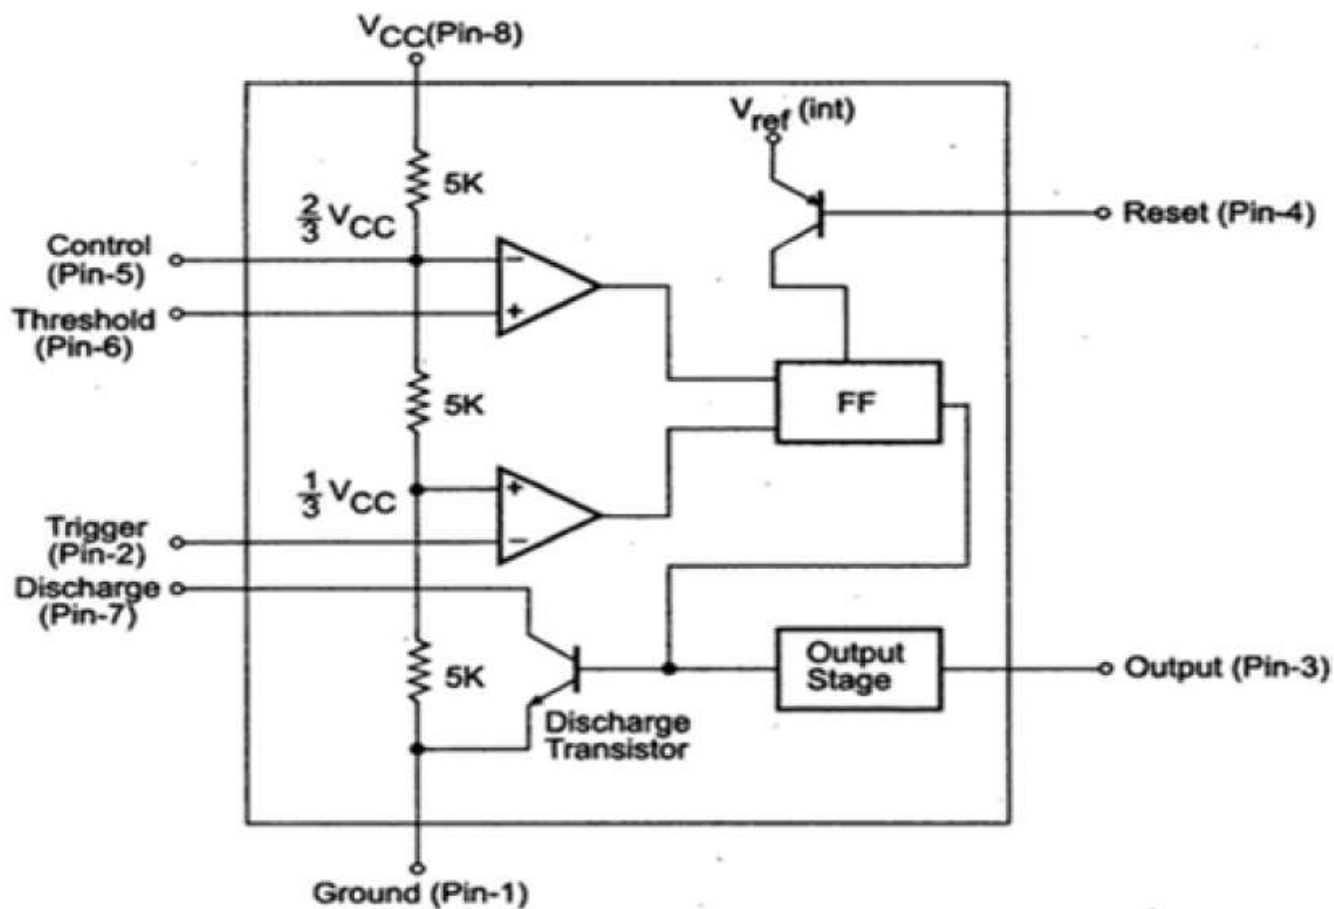 VCC(Pin-8)
Vref (int)
5K
2/3 VCC
Reset (Pin-4)
Control
(Pin-5)
−
+
Threshold
(Pin-6)
5K
FF
1/3 VCC
+
−
Trigger
(Pin-2)
Discharge
(Pin-7)
5K
Output
Stage
Output (Pin-3)
Discharge
Transistor
Ground (Pin-1)